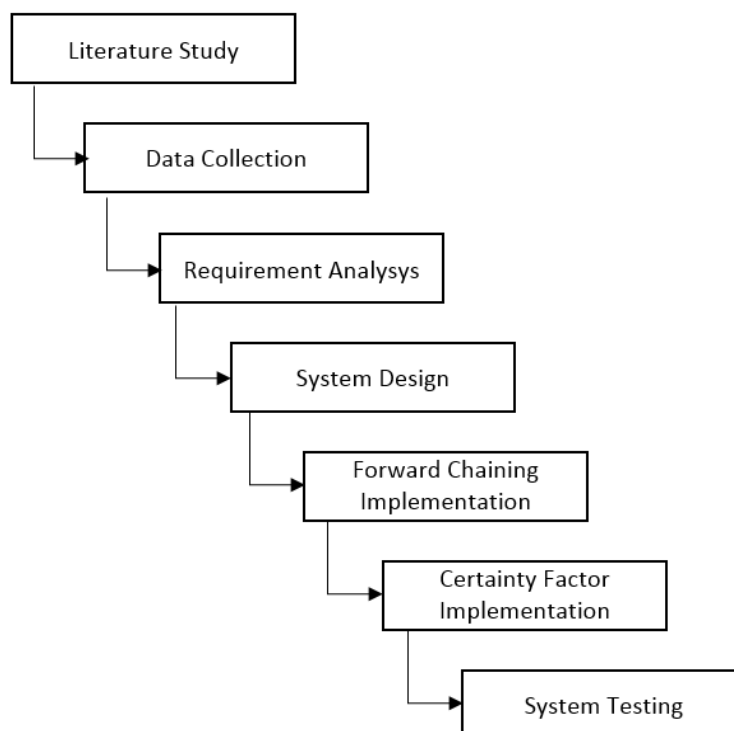 Literature Study
Data Collection
Requirement Analysys
System Design
Forward Chaining
Implementation
Certainty Factor
Implementation
System Testing